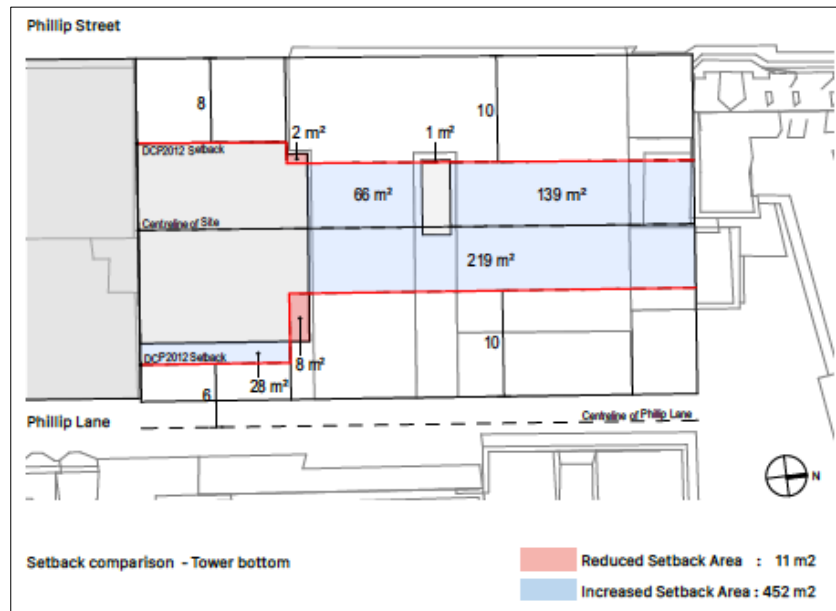 Phillip Street
8
10
2 m²
1 m²
DCP2012 Setback
66 m²
139 m²
Centreline of Site
219 m²
DCP2012 Setback
8 m²
10
28 m²
6
Phillip Lane
Centreline of Phillip Lane
N
Setback comparison - Tower bottom
Reduced Setback Area : 11 m2
Increased Setback Area : 452 m2